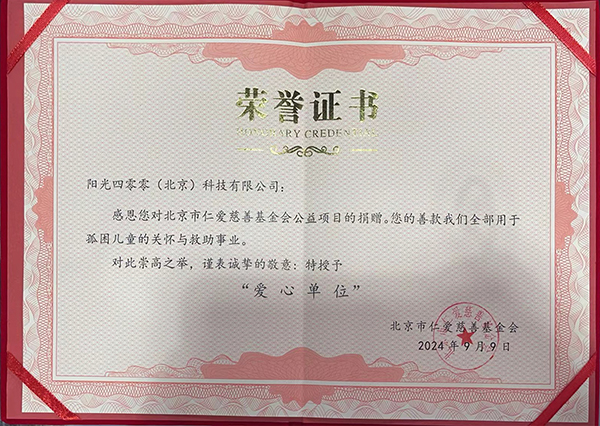 荣誉证书
HONORARY CREDENTIAL
阳光四零零（北京）科技有限公司：
感恩您对北京市仁爱慈善基金会公益项目的捐赠。您的善款我们全部用于
孤困儿童的关怀与救助事业。
对此崇高之举，谨表诚挚的敬意：特授予
“爱心单位”
北京市仁爱慈善基金会
2024年9月9日